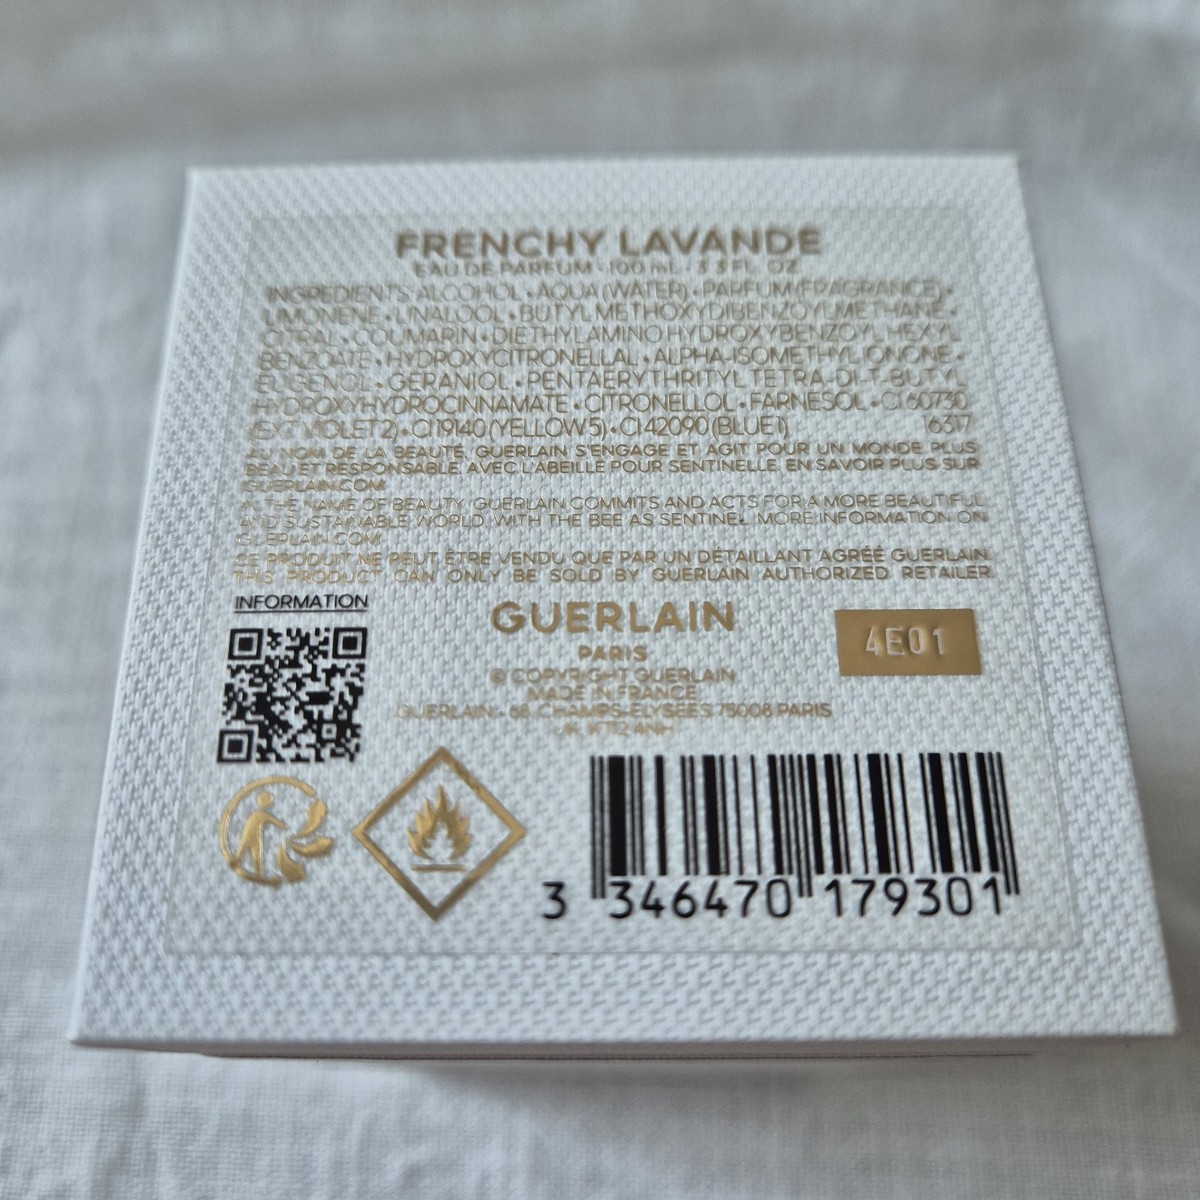 FRENCHY LAVANDE
EAU DE PARFUM • 100 mL - 3.3 FL. OZ.
INGREDIENTS ALCOHOL • AQUA (WATER) • PARFUM (FRAGRANCE) •
LIMONENE • LINALOOL • BUTYL METHOXYDIBENZOYLMETHANE •
CITRAL • COUMARIN • DIETHYLAMINO HYDROXYBENZOYL HEXYL
BENZOATE • HYDROXYCITRONELLAL • ALPHA-ISOMETHYL IONONE •
EUGENOL • GERANIOL • PENTAERYTHRITYL TETRA-DI-T-BUTYL
HYDROXYHYDROCINNAMATE • CITRONELLOL • FARNESOL • CI 60730
(EXT. VIOLET 2) • CI 19140 (YELLOW 5) • CI 42090 (BLUE 1) 16317
AU NOM DE LA BEAUTÉ, GUERLAIN S'ENGAGE ET AGIT POUR UN MONDE PLUS
BEAU ET RESPONSABLE, AVEC L'ABEILLE POUR SENTINELLE. EN SAVOIR PLUS SUR
GUERLAIN.COM
IN THE NAME OF BEAUTY, GUERLAIN COMMITS AND ACTS FOR A MORE BEAUTIFUL
AND SUSTAINABLE WORLD, WITH THE BEE AS SENTINEL. MORE INFORMATION ON
GUERLAIN.COM
CE PRODUIT NE PEUT ÊTRE VENDU QUE PAR UN DÉTAILLANT AGRÉÉ GUERLAIN.
THIS PRODUCT CAN ONLY BE SOLD BY GUERLAIN AUTHORIZED RETAILER.
INFORMATION
GUERLAIN
PARIS
© COPYRIGHT GUERLAIN
MADE IN FRANCE
GUERLAIN • 68, CHAMPS-ELYSEES 75008 PARIS
UK KT12 4NH
4E01
3 346470 179301